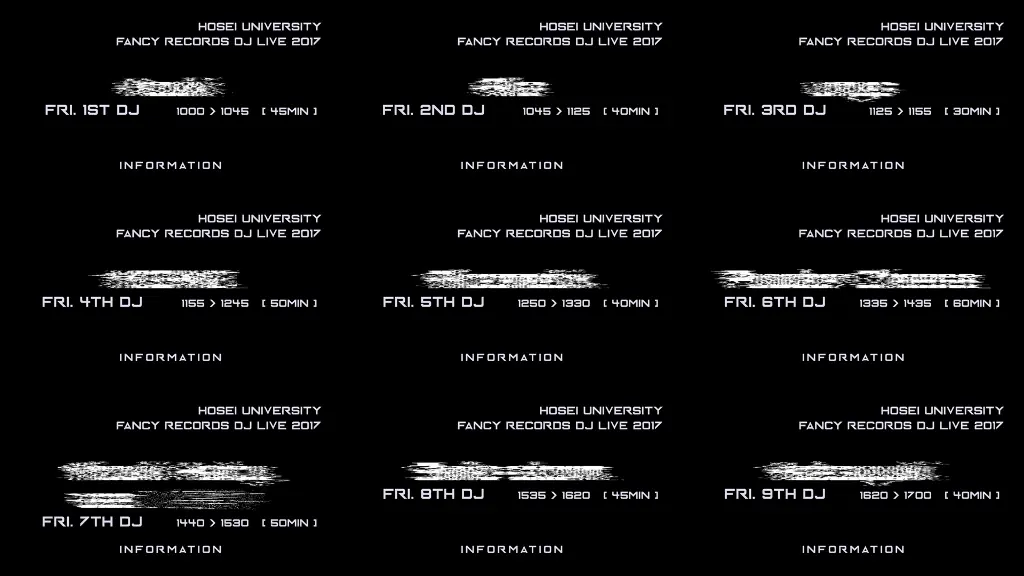 HOSEI UNIVERSITY
FANCY RECORDS DJ LIVE 2017
FRI. 1ST DJ 1000 > 1045 [ 45MIN ]
INFORMATION
HOSEI UNIVERSITY
FANCY RECORDS DJ LIVE 2017
FRI. 2ND DJ 1045 > 1125 [ 40MIN ]
INFORMATION
HOSEI UNIVERSITY
FANCY RECORDS DJ LIVE 2017
FRI. 3RD DJ 1125 > 1155 [ 30MIN ]
INFORMATION
HOSEI UNIVERSITY
FANCY RECORDS DJ LIVE 2017
FRI. 4TH DJ 1155 > 1245 [ 50MIN ]
INFORMATION
HOSEI UNIVERSITY
FANCY RECORDS DJ LIVE 2017
FRI. 5TH DJ 1250 > 1330 [ 40MIN ]
INFORMATION
HOSEI UNIVERSITY
FANCY RECORDS DJ LIVE 2017
FRI. 6TH DJ 1335 > 1435 [ 60MIN ]
INFORMATION
HOSEI UNIVERSITY
FANCY RECORDS DJ LIVE 2017
FRI. 7TH DJ 1440 > 1530 [ 50MIN ]
INFORMATION
HOSEI UNIVERSITY
FANCY RECORDS DJ LIVE 2017
FRI. 8TH DJ 1535 > 1620 [ 45MIN ]
INFORMATION
HOSEI UNIVERSITY
FANCY RECORDS DJ LIVE 2017
FRI. 9TH DJ 1620 > 1700 [ 40MIN ]
INFORMATION